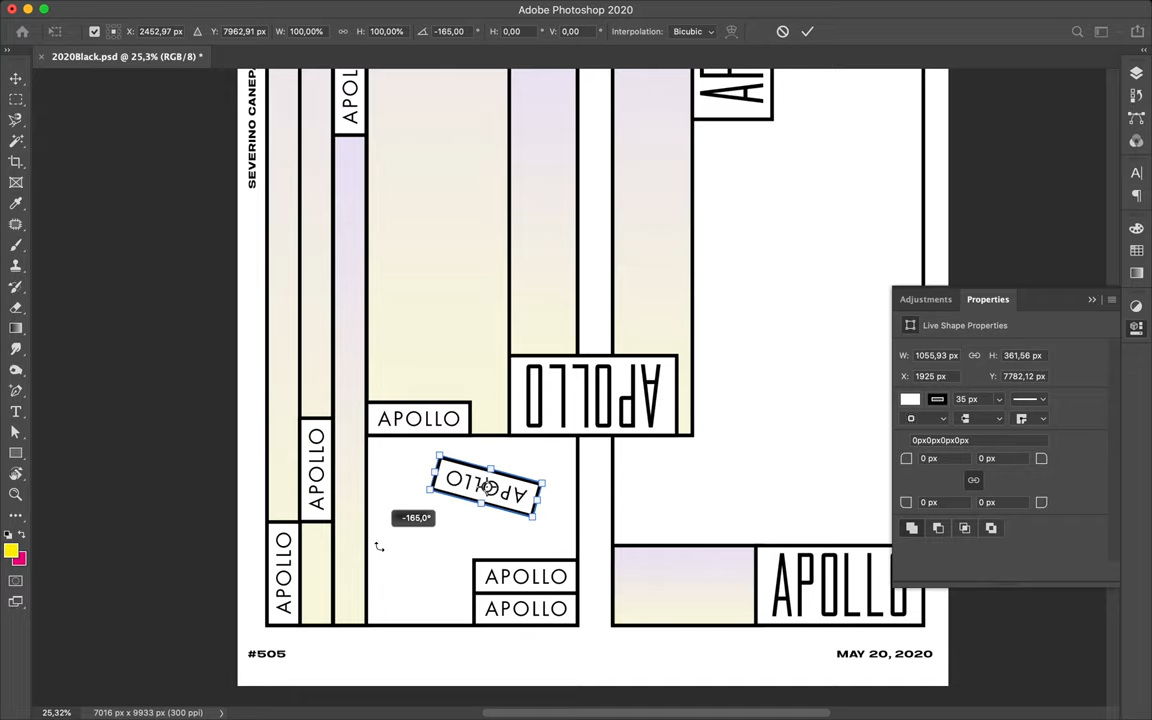 Adobe Photoshop 2020
X: 2452,97 px Y: 7962,91 px W: 100,00% H: 100,00% -165,00 ° H: 0,00 ° V: 0,00 ° Interpolation: Bicubic
× 2020Black.psd @ 25,3% (RGB/8) *
SEVERINO CANEP
APOL
AP
APOLLO
APOLLO
APOLLO
APOLLO
APOLLO
-165,0°
APOLLO
APOLLO
APOLLO
#505
MAY 20, 2020
Adjustments Properties
Live Shape Properties
W: 1055,93 px H: 361,56 px
X: 1925 px Y: 7782,12 px
35 px
0px0px0px0px
0 px 0 px
0 px 0 px
25,32% 7016 px x 9933 px (300 ppi)